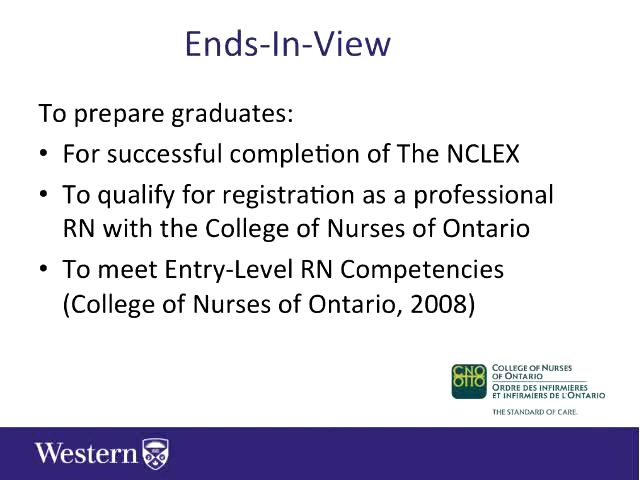 Ends-In-View
To prepare graduates:
• For successful completion of The NCLEX
• To qualify for registration as a professional
RN with the College of Nurses of Ontario
• To meet Entry-Level RN Competencies
(College of Nurses of Ontario, 2008)
CNO
OIIO
COLLEGE OF NURSES
OF ONTARIO
ORDRE DES INFIRMIÈRES
ET INFIRMIERS DE L'ONTARIO
THE STANDARD OF CARE.
Western